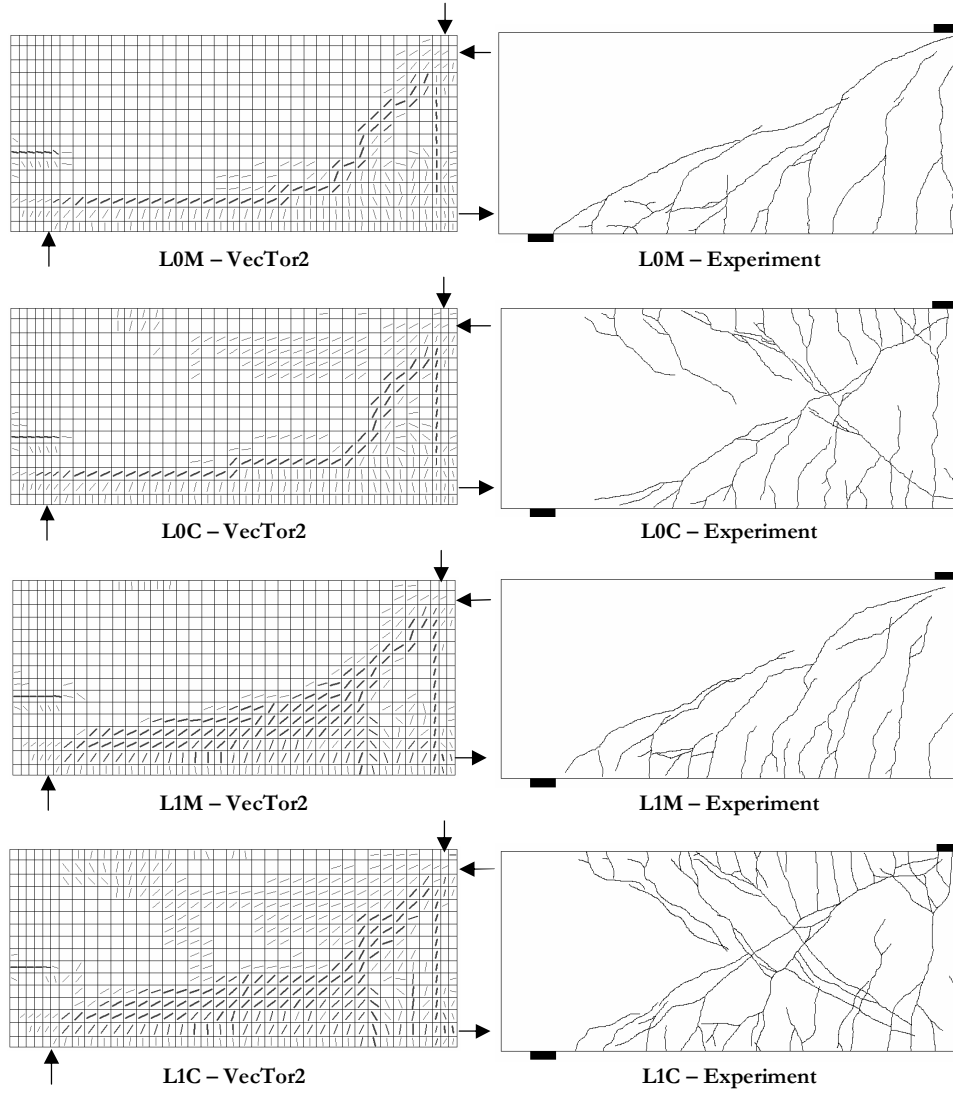 L0M – VecTor2
L0M – Experiment
L0C – VecTor2
L0C – Experiment
L1M – VecTor2
L1M – Experiment
L1C – VecTor2
L1C – Experiment